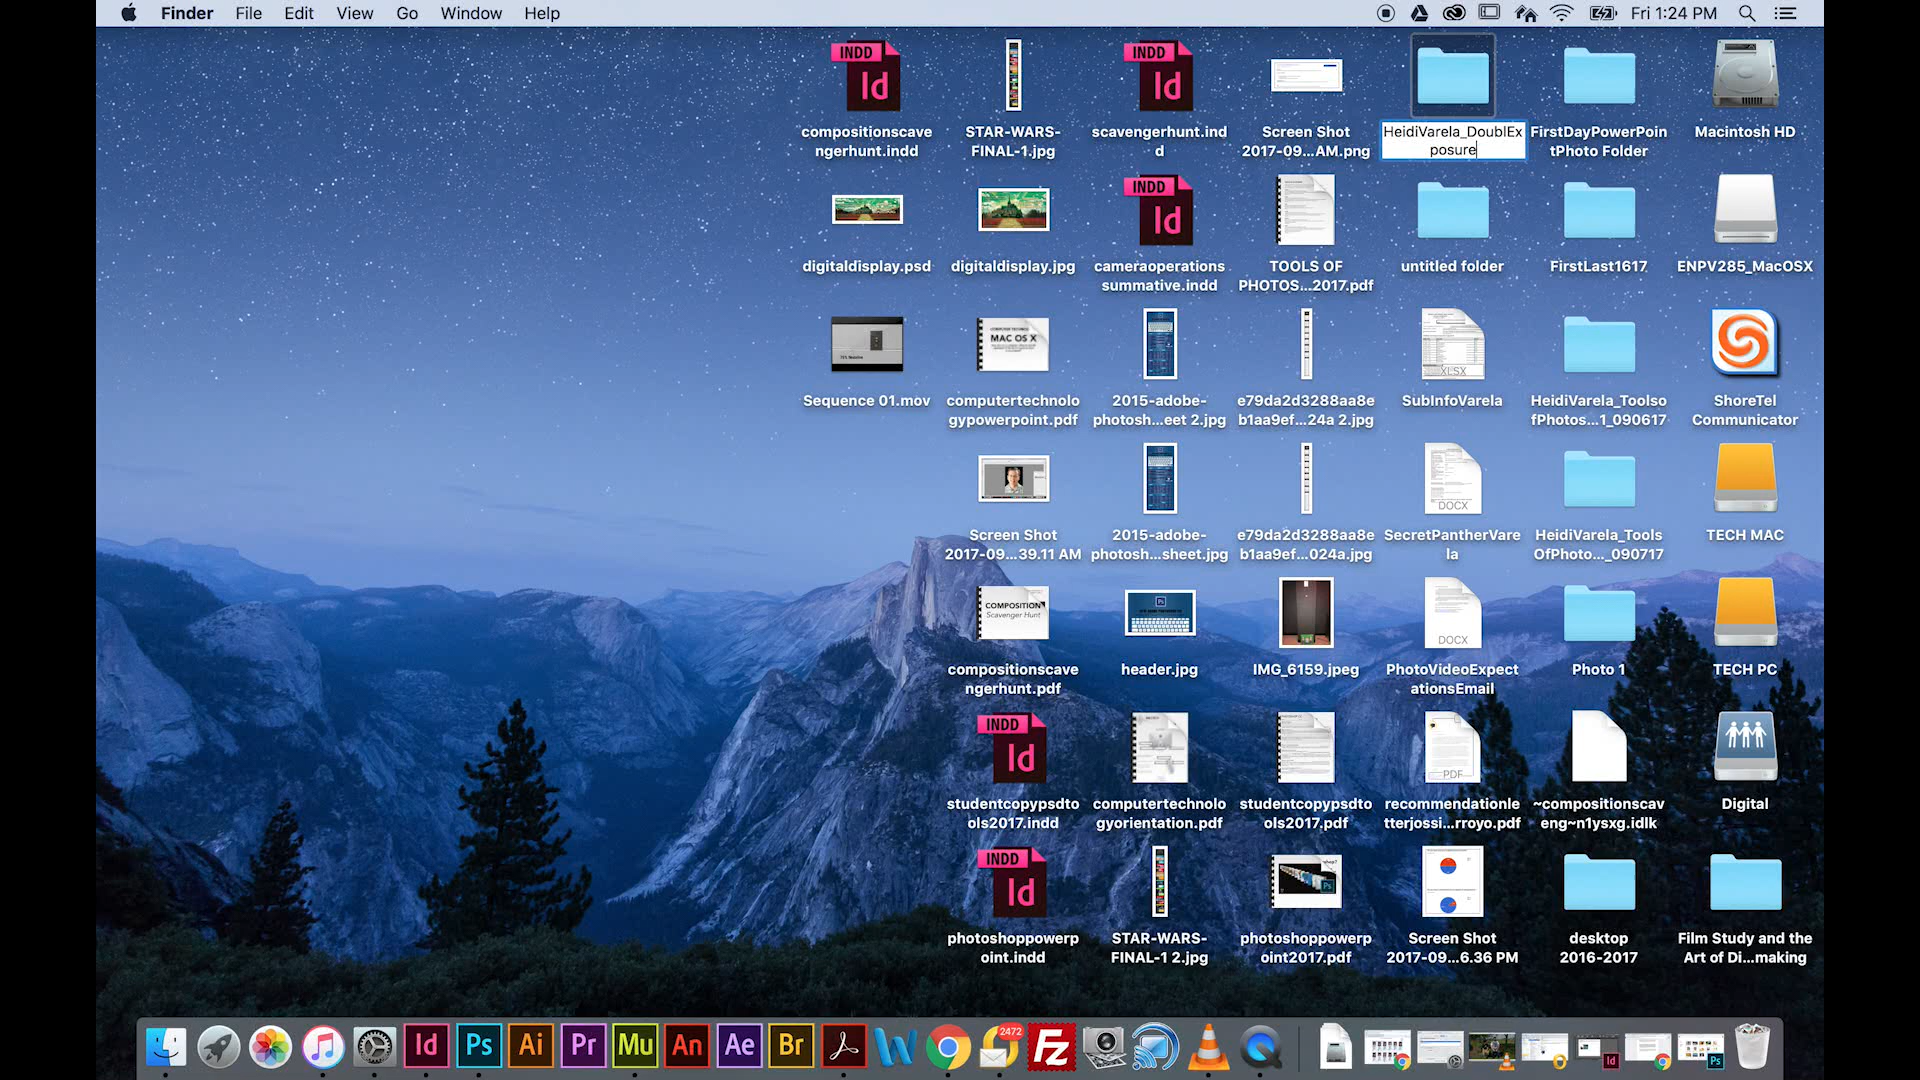 Finder File Edit View Go Window Help Fri 1:24 PM
INDD
Id
compositionscave
ngerhunt.indd
STAR-WARS-
FINAL-1.jpg
INDD
Id
scavengerhunt.ind
d
Screen Shot
2017-09...AM.png
HeidiVarela_DoublEx
posure
FirstDayPowerPoin
tPhoto Folder
Macintosh HD
digitaldisplay.psd
digitaldisplay.jpg
INDD
Id
cameraoperations
summative.indd
TOOLS OF
PHOTOS...2017.pdf
untitled folder
FirstLast1617
ENPV285_MacOSX
Sequence 01.mov
MAC OS X
computertechnolo
gypowerpoint.pdf
2015-adobe-
photosh...eet 2.jpg
e79da2d3288aa8e
b1aa9ef...24a 2.jpg
XLSX
SubInfoVarela
HeidiVarela_Toolso
fPhotos...1_090617
ShoreTel
Communicator
Screen Shot
2017-09...39.11 AM
2015-adobe-
photosh...sheet.jpg
e79da2d3288aa8e
b1aa9ef...024a.jpg
DOCX
SecretPantherVare
la
HeidiVarela_Tools
OfPhoto..._090717
TECH MAC
COMPOSITION
Scavenger Hunt
compositionscave
ngerhunt.pdf
header.jpg
IMG_6159.jpeg
DOCX
PhotoVideoExpect
ationsEmail
Photo 1
TECH PC
INDD
Id
studentcopypsdto
ols2017.indd
computertechnolo
gyorientation.pdf
studentcopypsdto
ols2017.pdf
PDF
recommendationle
tterjossi...rroyo.pdf
~compositionscav
eng~n1ysxg.idlk
Digital
INDD
Id
photoshoppowerp
oint.indd
STAR-WARS-
FINAL-1 2.jpg
photoshoppowerp
oint2017.pdf
Screen Shot
2017-09...6.36 PM
desktop
2016-2017
Film Study and the
Art of Di...making
Id Ps Ai Pr Mu An Ae Br W 2472 Fz Id Ps